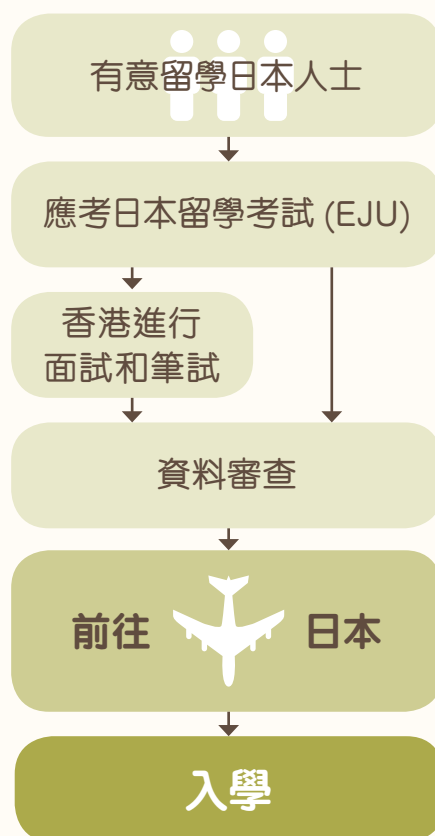 有意留學日本人士
應考日本留學考試 (EJU)
香港進行
面試和筆試
資料審查
前往 日本
入學